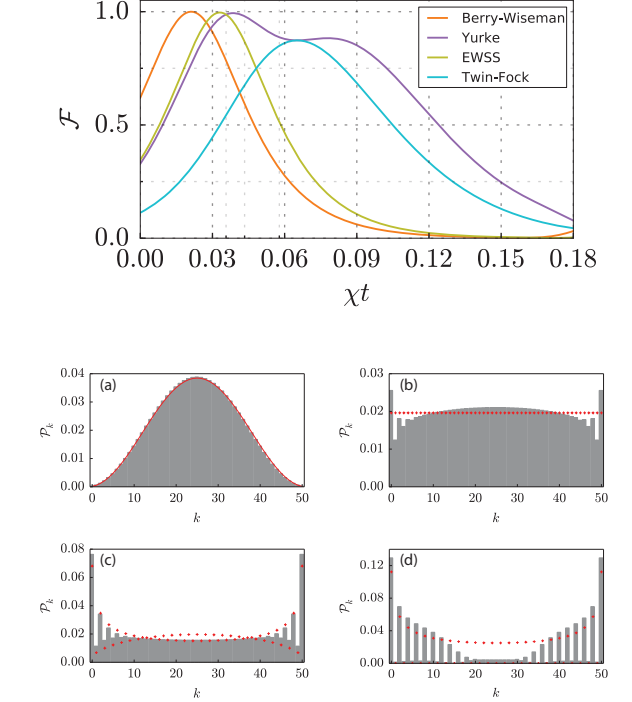 1.0
Berry-Wiseman
Yurke
EWSS
Twin-Fock
ℱ
0.5
0.0
0.00 0.03 0.06 0.09 0.12 0.15 0.18
χt
0.04 (a)
0.03
𝒫k
0.02
0.01
0.00
0 10 20 30 40 50
k
0.03 (b)
0.02
𝒫k
0.01
0.00
0 10 20 30 40 50
k
0.08 (c)
0.06
𝒫k
0.04
0.02
0.00
0 10 20 30 40 50
k
(d)
0.12
𝒫k
0.08
0.04
0.00
0 10 20 30 40 50
k